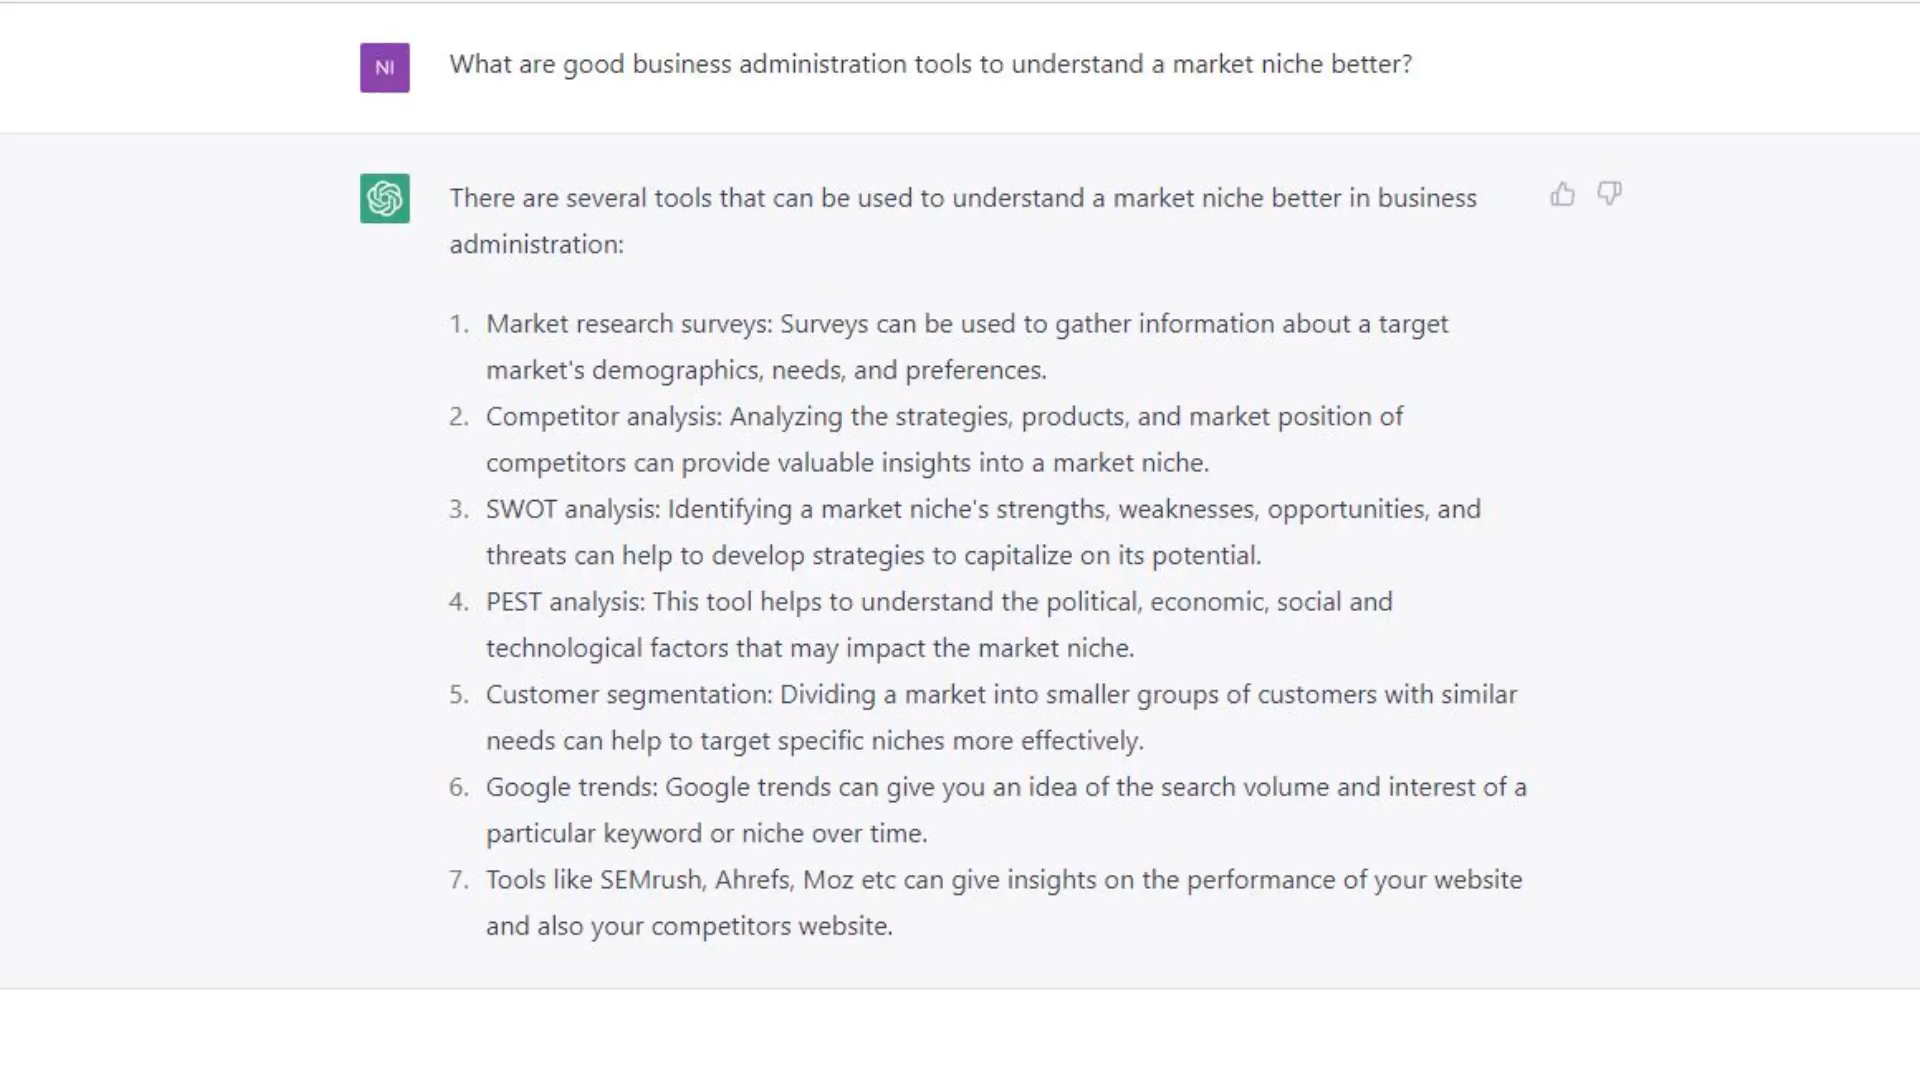 NI
What are good business administration tools to understand a market niche better?
There are several tools that can be used to understand a market niche better in business
administration:
1. Market research surveys: Surveys can be used to gather information about a target
market's demographics, needs, and preferences.
2. Competitor analysis: Analyzing the strategies, products, and market position of
competitors can provide valuable insights into a market niche.
3. SWOT analysis: Identifying a market niche's strengths, weaknesses, opportunities, and
threats can help to develop strategies to capitalize on its potential.
4. PEST analysis: This tool helps to understand the political, economic, social and
technological factors that may impact the market niche.
5. Customer segmentation: Dividing a market into smaller groups of customers with similar
needs can help to target specific niches more effectively.
6. Google trends: Google trends can give you an idea of the search volume and interest of a
particular keyword or niche over time.
7. Tools like SEMrush, Ahrefs, Moz etc can give insights on the performance of your website
and also your competitors website.